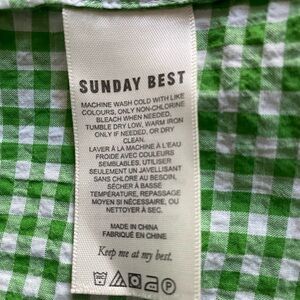 SUNDAY BEST
MACHINE WASH COLD WITH LIKE
COLOURS, ONLY NON-CHLORINE
BLEACH WHEN NEEDED,
TUMBLE DRY LOW, WARM IRON
ONLY IF NEEDED, OR DRY
CLEAN.
LAVER À LA MACHINE À L'EAU
FROIDE AVEC COULEURS
SEMBLABLES, UTILISER
SEULEMENT UN JAVELLISANT
SANS CHLORE AU BESOIN,
SÉCHER À BASSE
TEMPÉRATURE, REPASSAGE
MOYEN SI NÉCESSAIRE, OU
NETTOYER À SEC.
MADE IN CHINA
FABRIQUÉ EN CHINE
Keep me at my best.